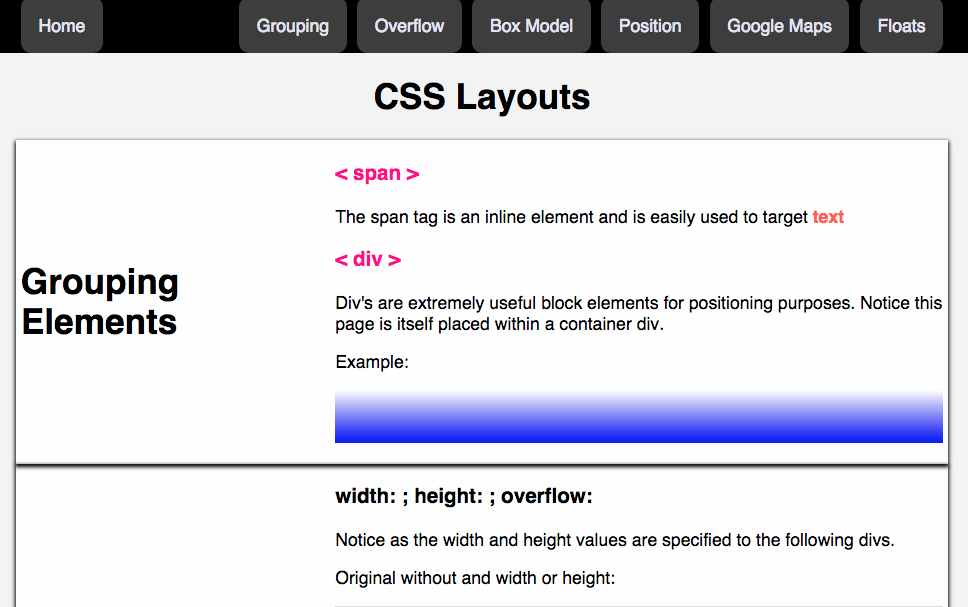 Home
Grouping
Overflow
Box Model
Position
Google Maps
Floats
CSS Layouts
Grouping
Elements
< span >
The span tag is an inline element and is easily used to target text
< div >
Div's are extremely useful block elements for positioning purposes. Notice this
page is itself placed within a container div.
Example:
width: ; height: ; overflow:
Notice as the width and height values are specified to the following divs.
Original without and width or height: